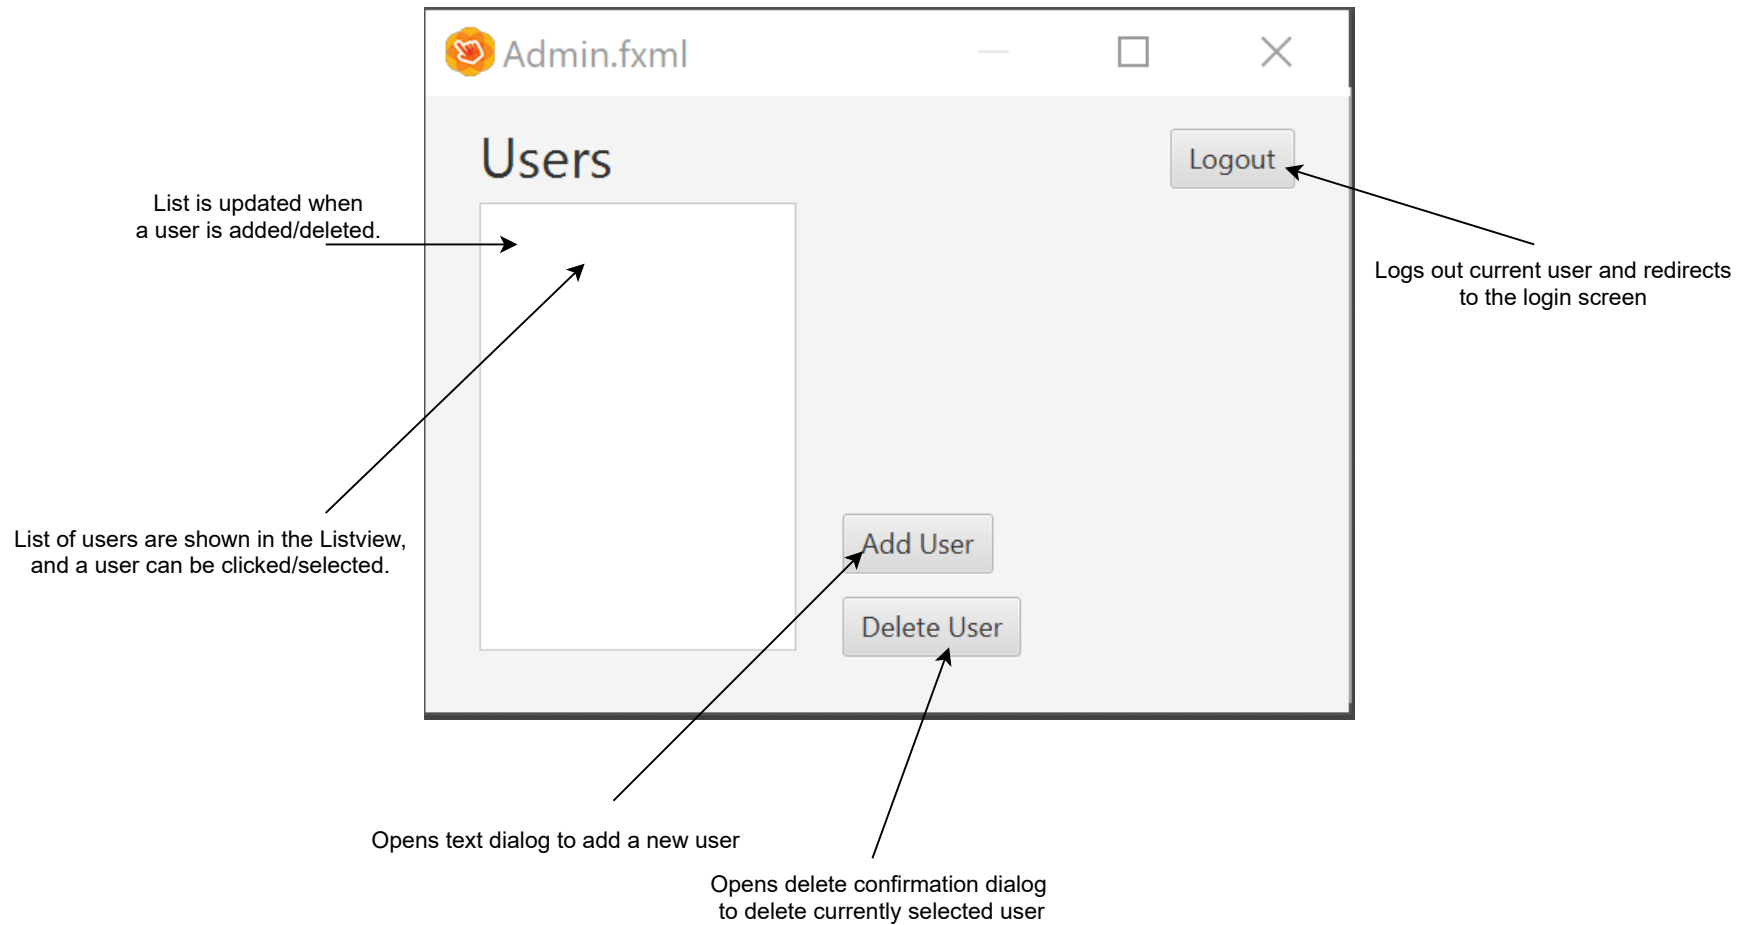 Admin.fxml
Users
Logout
List is updated when
a user is added/deleted.
Logs out current user and redirects
to the login screen
List of users are shown in the Listview,
and a user can be clicked/selected.
Add User
Delete User
Opens text dialog to add a new user
Opens delete confirmation dialog
to delete currently selected user